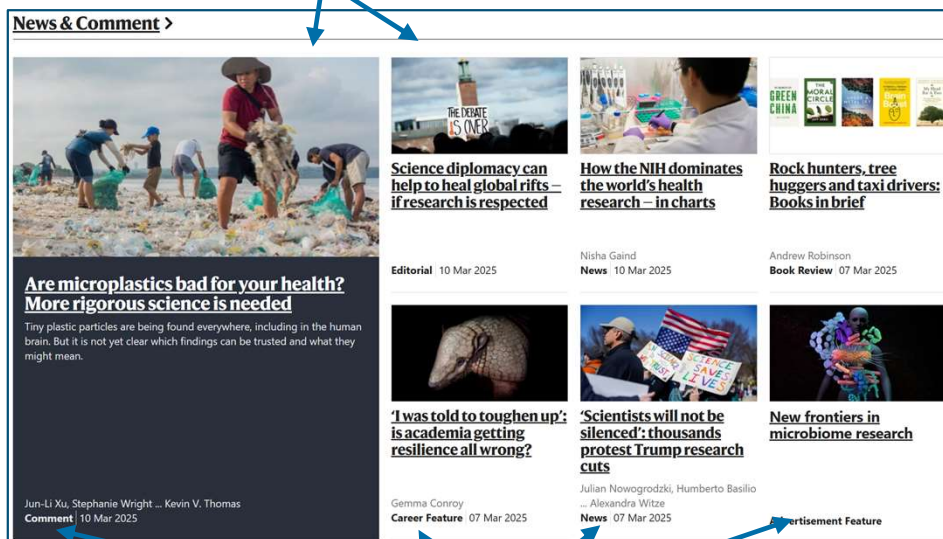 News & Comment >
THE DEBATE
IS OVER
GREEN
CHINA
THE
MORAL
CIRCLE
Science diplomacy can
help to heal global rifts –
if research is respected
Editorial 10 Mar 2025
How the NIH dominates
the world's health
research – in charts
Nisha Gaind
News 10 Mar 2025
Rock hunters, tree
huggers and taxi drivers:
Books in brief
Andrew Robinson
Book Review 07 Mar 2025
Are microplastics bad for your health?
More rigorous science is needed
Tiny plastic particles are being found everywhere, including in the human
brain. But it is not yet clear which findings can be trusted and what they
might mean.
Jun-Li Xu, Stephanie Wright ... Kevin V. Thomas
Comment 10 Mar 2025
'I was told to toughen up':
is academia getting
resilience all wrong?
Gemma Conroy
Career Feature 07 Mar 2025
SCIENCE
SAVES
LIVES
'Scientists will not be
silenced': thousands
protest Trump research
cuts
Julian Nowogrodzki, Humberto Basilio
... Alexandra Witze
News 07 Mar 2025
New frontiers in
microbiome research
Advertisement Feature